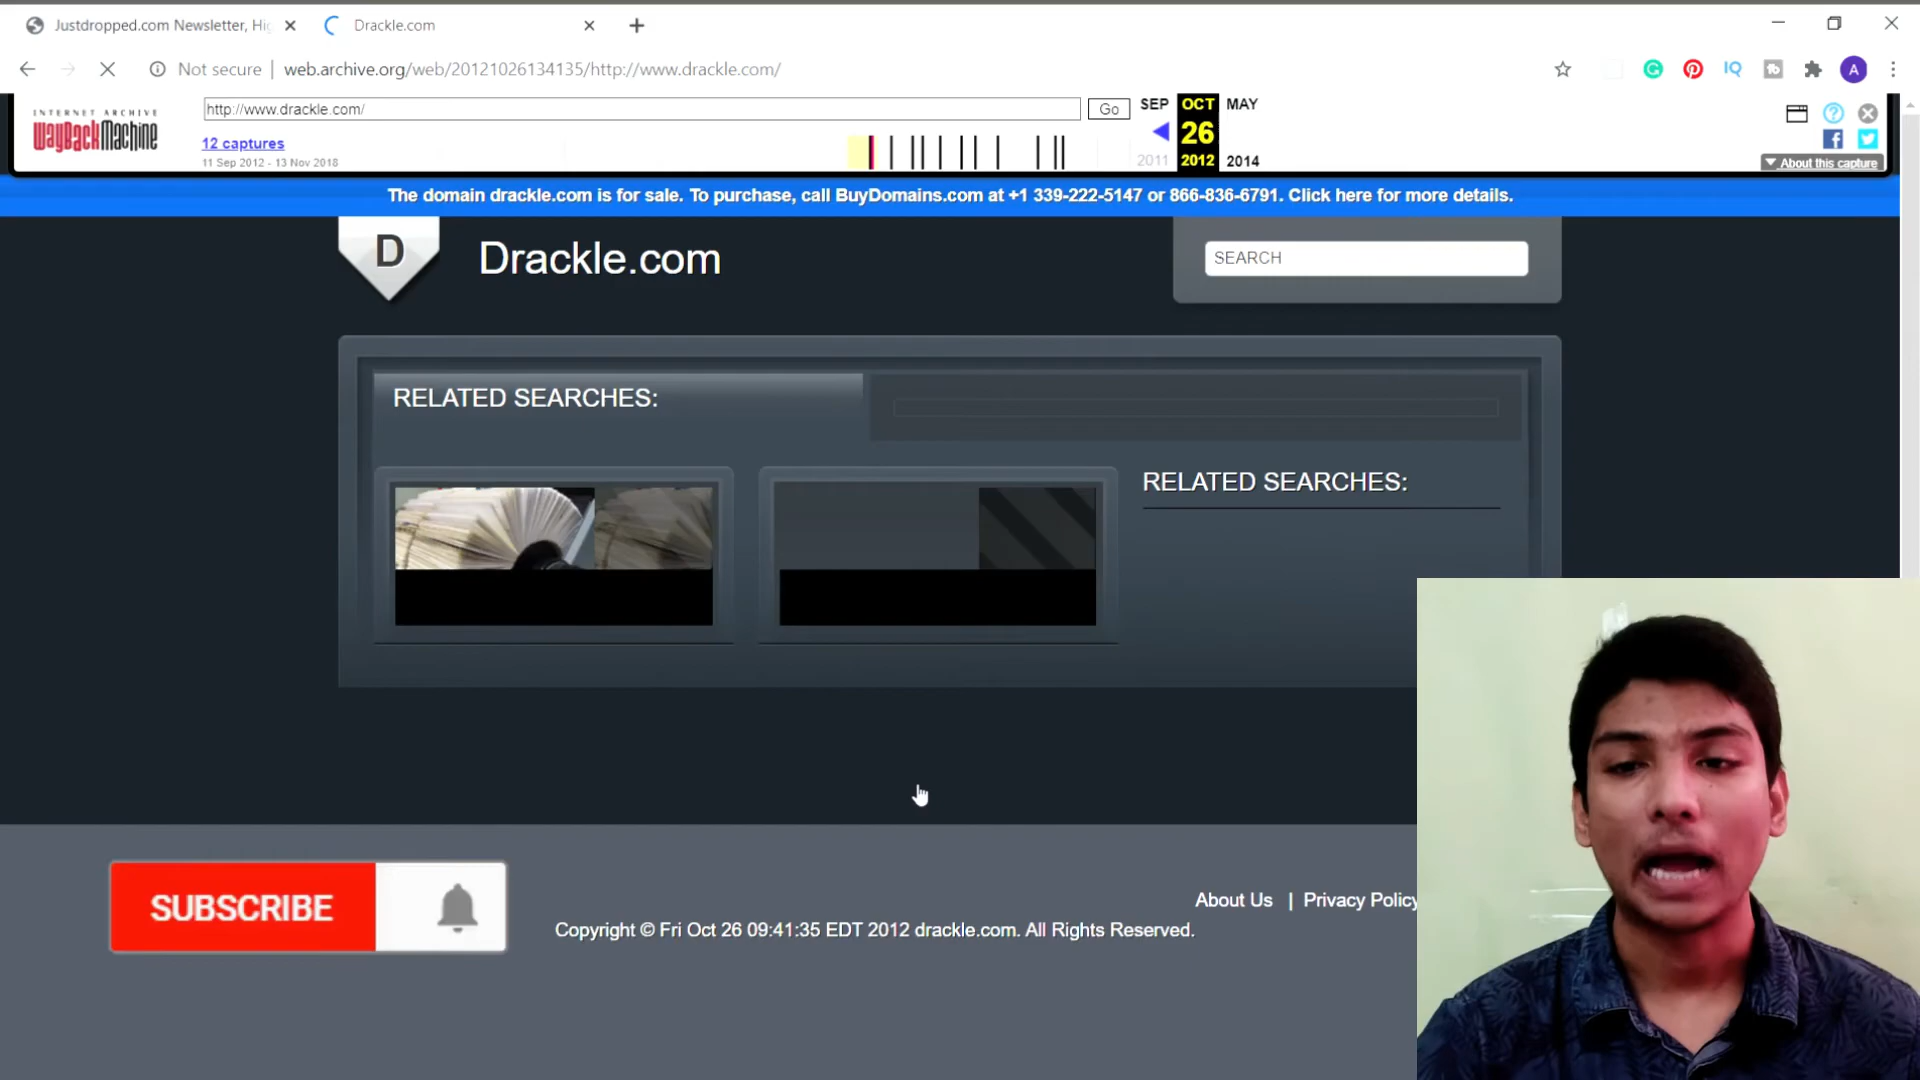 Justdropped.com Newsletter, Hi
Drackle.com
Not secure | web.archive.org/web/20121026134135/http://www.drackle.com/
IQ
A
INTERNET ARCHIVE
WayBackMachine
http://www.drackle.com/
Go
SEP OCT MAY
12 captures
26
11 Sep 2012 - 13 Nov 2018
2011 2012 2014
About this capture
The domain drackle.com is for sale. To purchase, call BuyDomains.com at +1 339-222-5147 or 866-836-6791. Click here for more details.
D
Drackle.com
SEARCH
RELATED SEARCHES:
RELATED SEARCHES:
SUBSCRIBE
About Us | Privacy Policy
Copyright © Fri Oct 26 09:41:35 EDT 2012 drackle.com. All Rights Reserved.